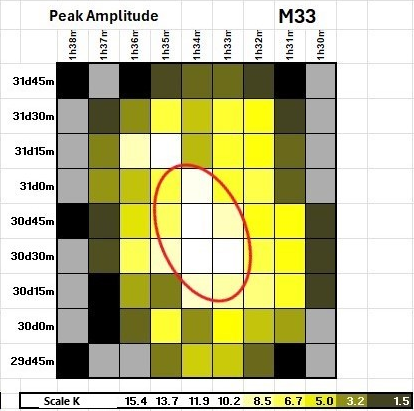 Peak Amplitude M33
1h38m 1h37m 1h36m 1h35m 1h34m 1h33m 1h32m 1h31m 1h30m
31d45m
31d30m
31d15m
31d0m
30d45m
30d30m
30d15m
30d0m
29d45m
Scale K 15.4 13.7 11.9 10.2 8.5 6.7 5.0 3.2 1.5